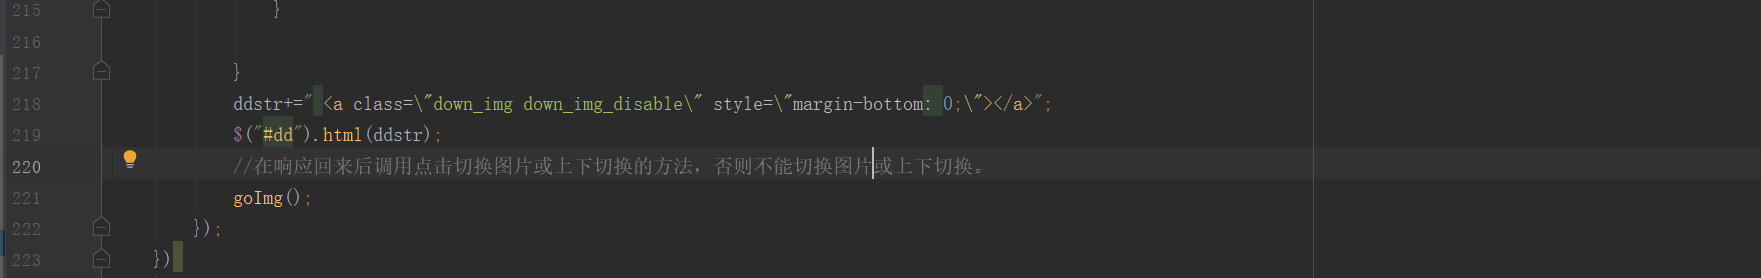 215 }
216
217 }
218 ddstr+=" <a class=\"down_img down_img_disable\" style=\"margin-bottom: 0;\"></a>";
219 $("#dd").html(ddstr);
220 //在响应回来后调用点击切换图片或上下切换的方法，否则不能切换图片或上下切换。
221 goImg();
222 });
223 })